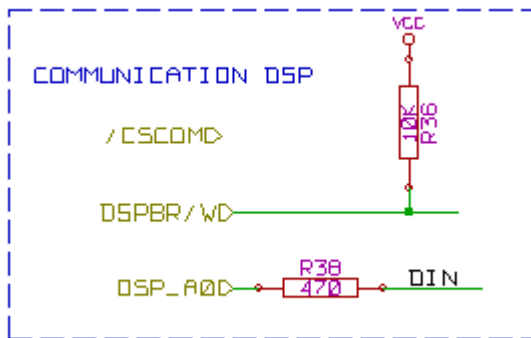 VCC
COMMUNICATION DSP
10K
R36
/CSCOM
DSPBR/W
R38
DSP_A0
470
DIN